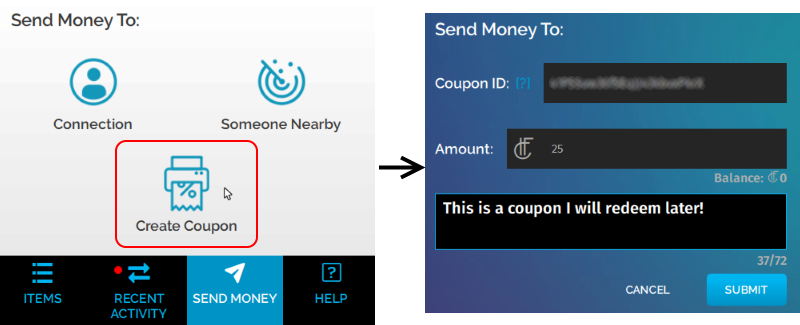 Send Money To:
Connection
Someone Nearby
Create Coupon
ITEMS
RECENT
ACTIVITY
SEND MONEY
HELP
Send Money To:
Coupon ID: [?]
Amount: 25
Balance: 0
This is a coupon I will redeem later!
37/72
CANCEL
SUBMIT